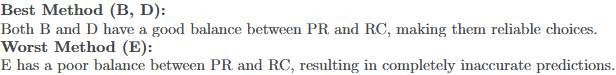 Best Method (B, D):
Both B and D have a good balance between PR and RC, making them reliable choices.
Worst Method (E):
E has a poor balance between PR and RC, resulting in completely inaccurate predictions.